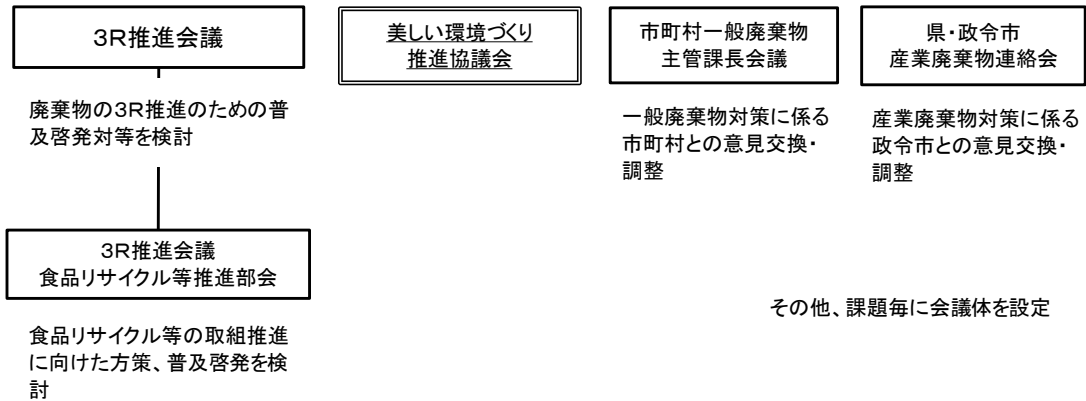 3R推進会議
廃棄物の3R推進のための普
及啓発対等を検討
3R推進会議
食品リサイクル等推進部会
食品リサイクル等の取組推進
に向けた方策、普及啓発を検
討
美しい環境づくり
推進協議会
市町村一般廃棄物
主管課長会議
一般廃棄物対策に係る
市町村との意見交換・
調整
県・政令市
産業廃棄物連絡会
産業廃棄物対策に係る
政令市との意見交換・
調整
その他、課題毎に会議体を設定